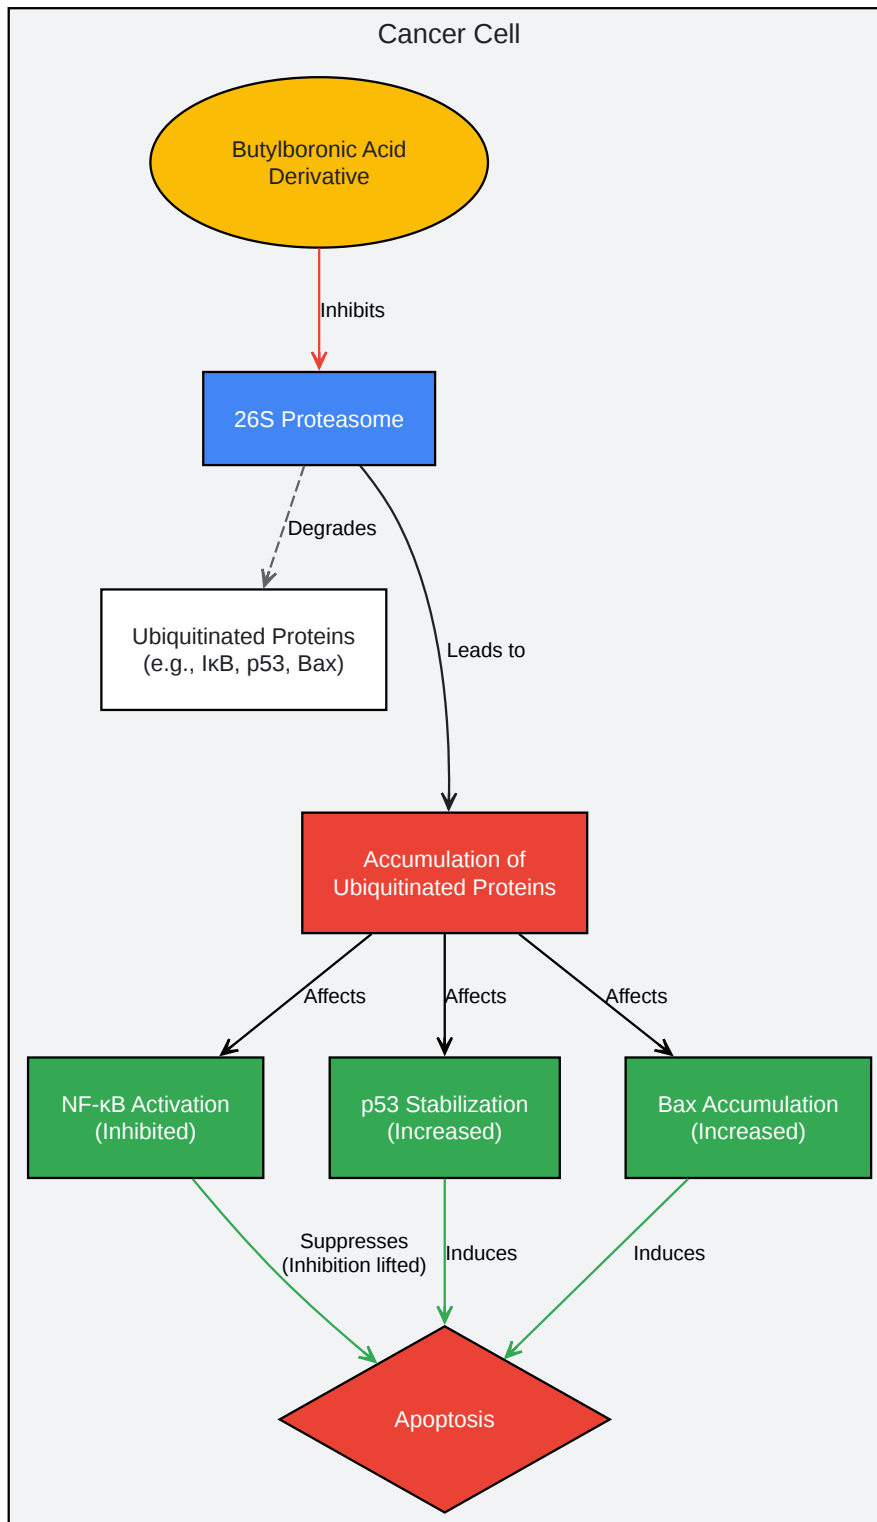 Cancer Cell
Butylboronic Acid
Derivative
Inhibits
26S Proteasome
Degrades
Ubiquitinated Proteins
(e.g., IκB, p53, Bax)
Leads to
Accumulation of
Ubiquitinated Proteins
Affects
Affects
Affects
NF-κB Activation
(Inhibited)
p53 Stabilization
(Increased)
Bax Accumulation
(Increased)
Suppresses
(Inhibition lifted)
Induces
Induces
Apoptosis